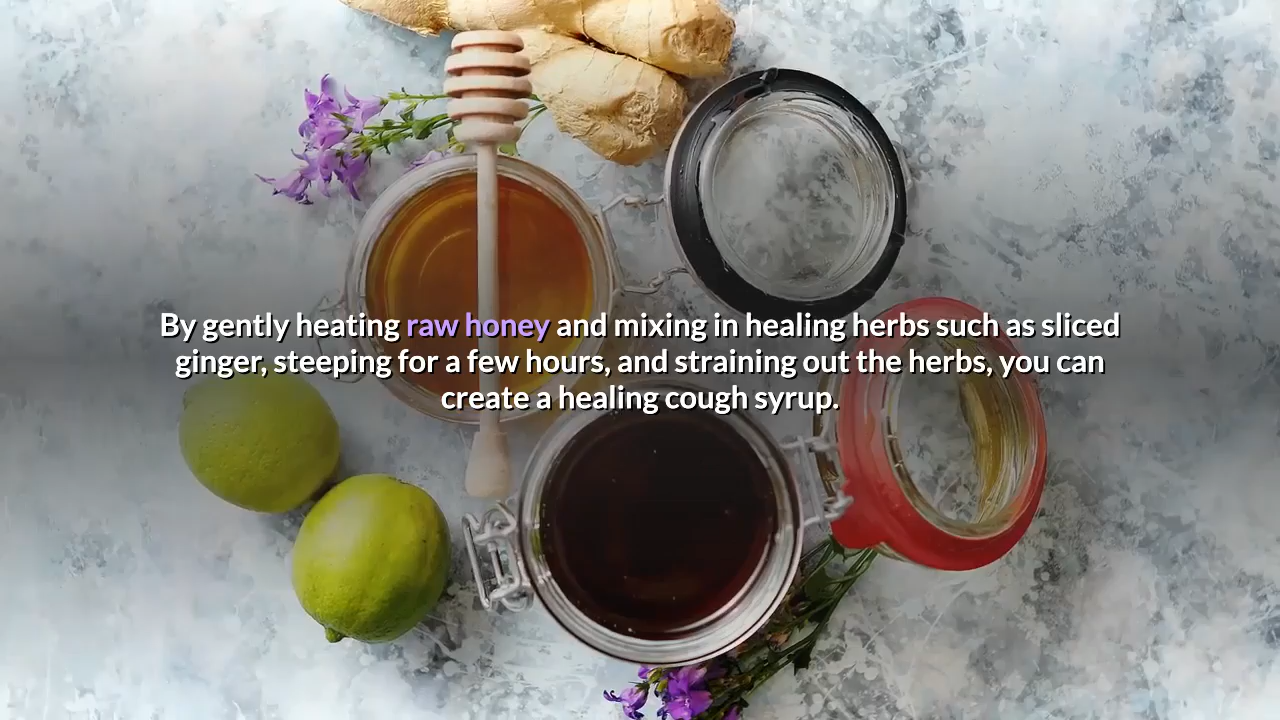 By gently heating raw honey and mixing in healing herbs such as sliced
ginger, steeping for a few hours, and straining out the herbs, you can
create a healing cough syrup.